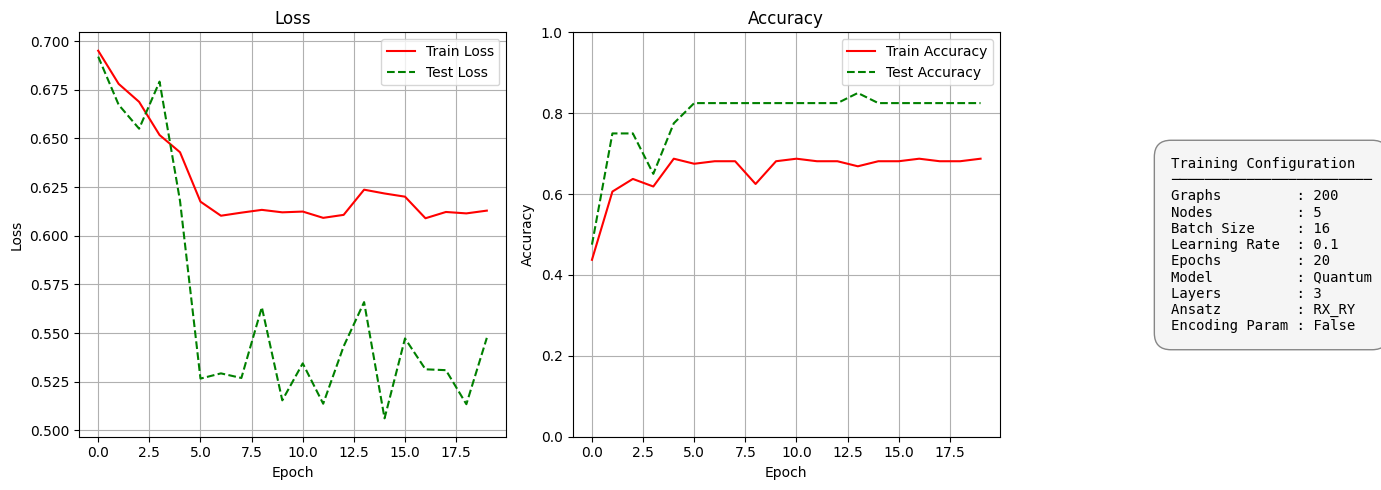 Loss
Train Loss
Test Loss
0.700
0.675
0.650
0.625
0.600
0.575
0.550
0.525
0.500
Loss
0.0 2.5 5.0 7.5 10.0 12.5 15.0 17.5
Epoch
Accuracy
Train Accuracy
Test Accuracy
1.0
0.8
0.6
0.4
0.2
0.0
Accuracy
0.0 2.5 5.0 7.5 10.0 12.5 15.0 17.5
Epoch
Training Configuration
Graphs : 200
Nodes : 5
Batch Size : 16
Learning Rate : 0.1
Epochs : 20
Model : Quantum
Layers : 3
Ansatz : RX_RY
Encoding Param : False